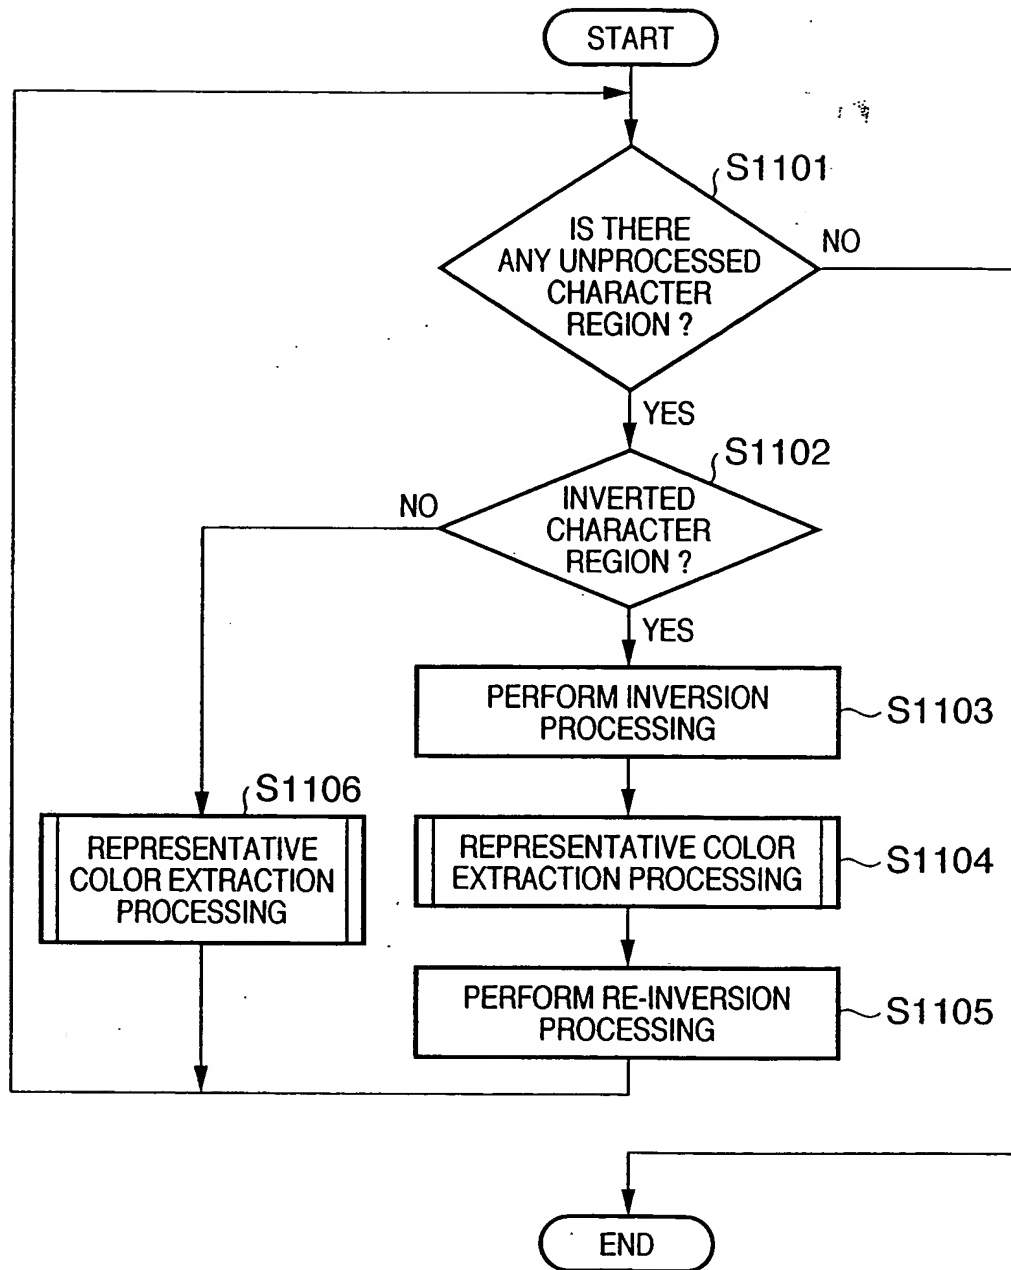 START
S1101
IS THERE
ANY UNPROCESSED
CHARACTER
REGION ?
NO
YES
S1102
INVERTED
CHARACTER
REGION ?
NO
YES
PERFORM INVERSION
PROCESSING
S1103
S1106
REPRESENTATIVE
COLOR EXTRACTION
PROCESSING
REPRESENTATIVE COLOR
EXTRACTION PROCESSING
S1104
PERFORM RE-INVERSION
PROCESSING
S1105
END